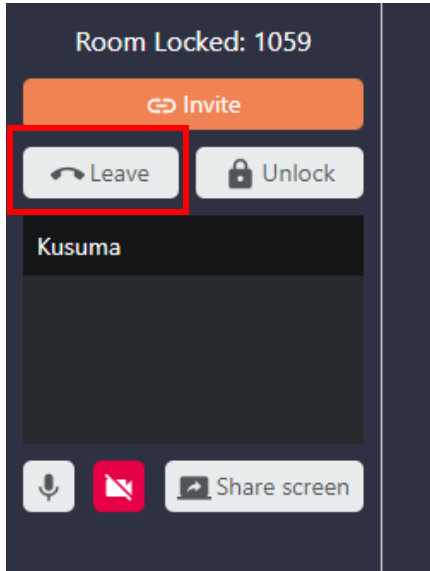 Room Locked: 1059
Invite
Leave
Unlock
Kusuma
Share screen